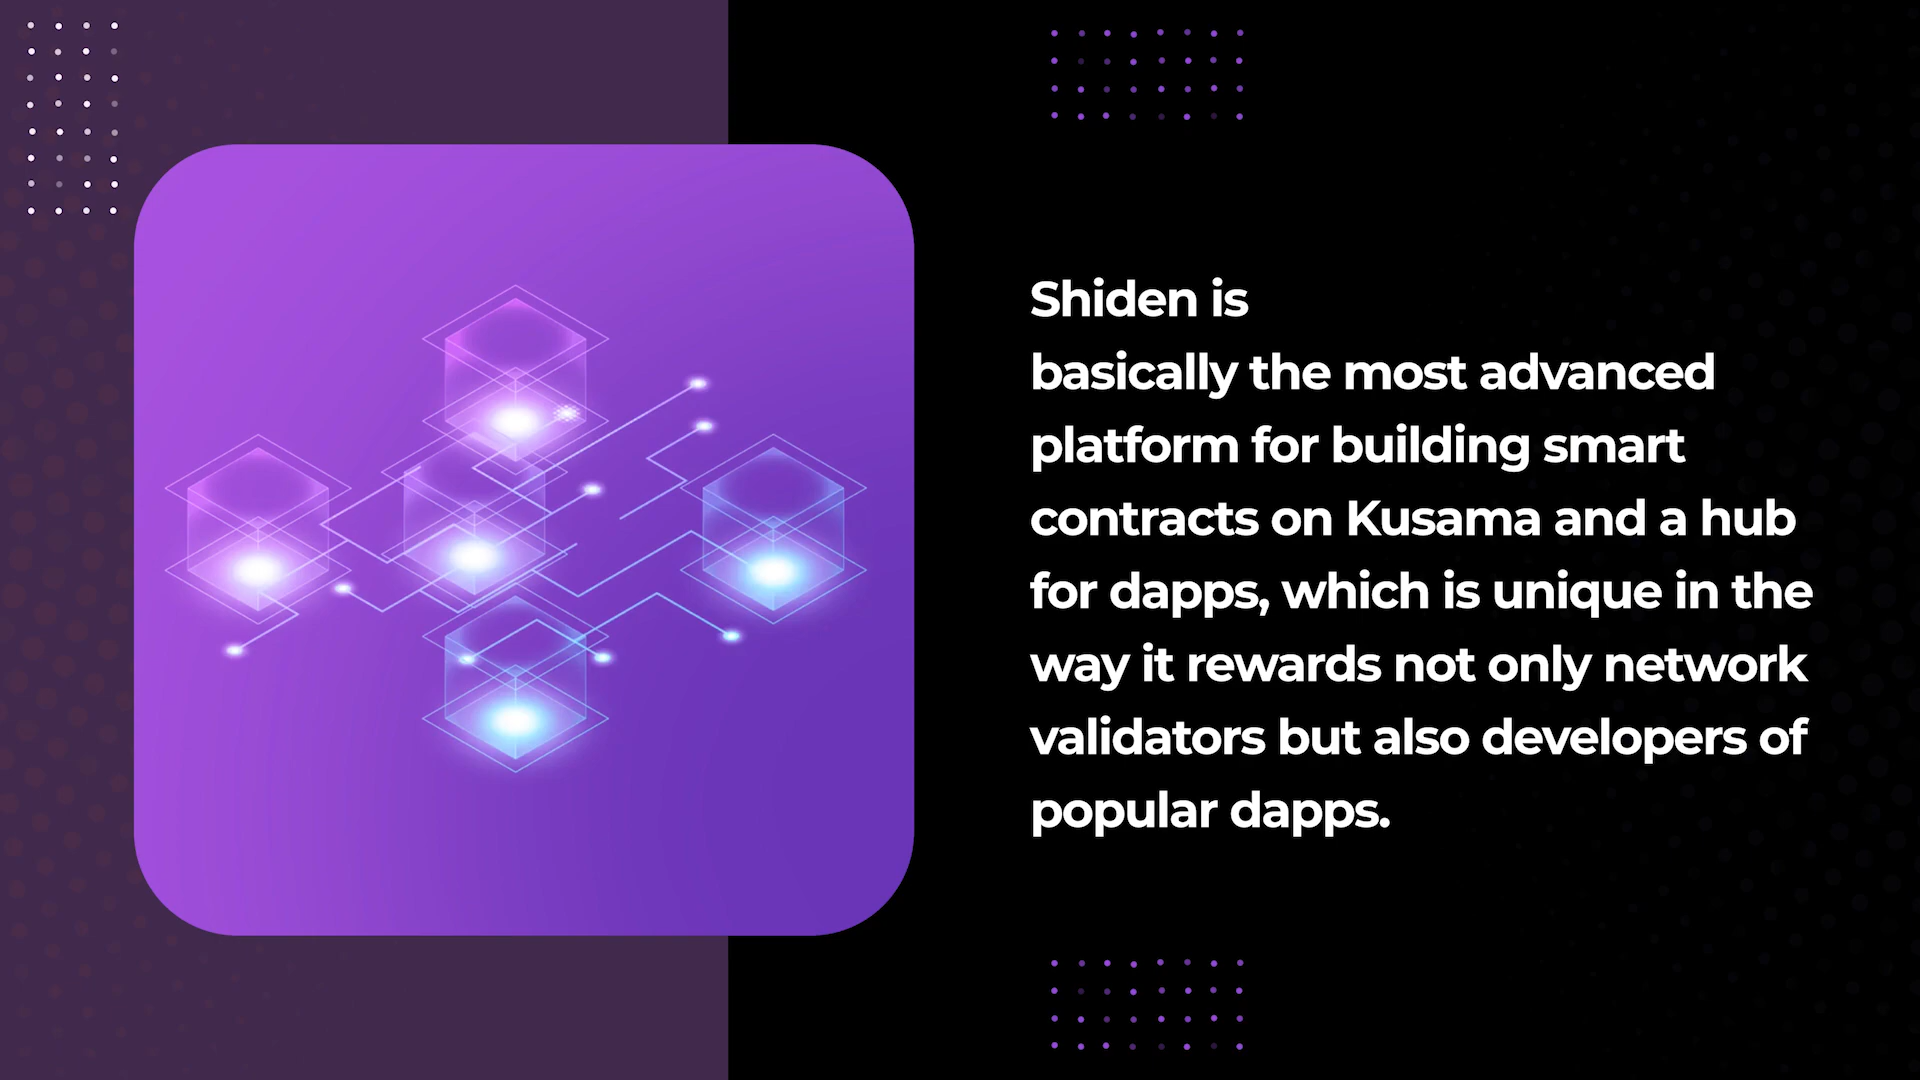 Shiden is
basically the most advanced
platform for building smart
contracts on Kusama and a hub
for dapps, which is unique in the
way it rewards not only network
validators but also developers of
popular dapps.